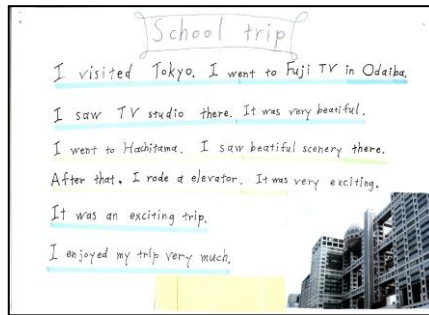 School trip
I visited Tokyo. I went to Fuji TV in Odaiba.
I saw TV studio there. It was very beatiful.
I went to Hachitama. I saw beatiful scenery there.
After that. I rode a elevator. It was very exciting.
It was an exciting trip.
I enjoyed my trip very much.